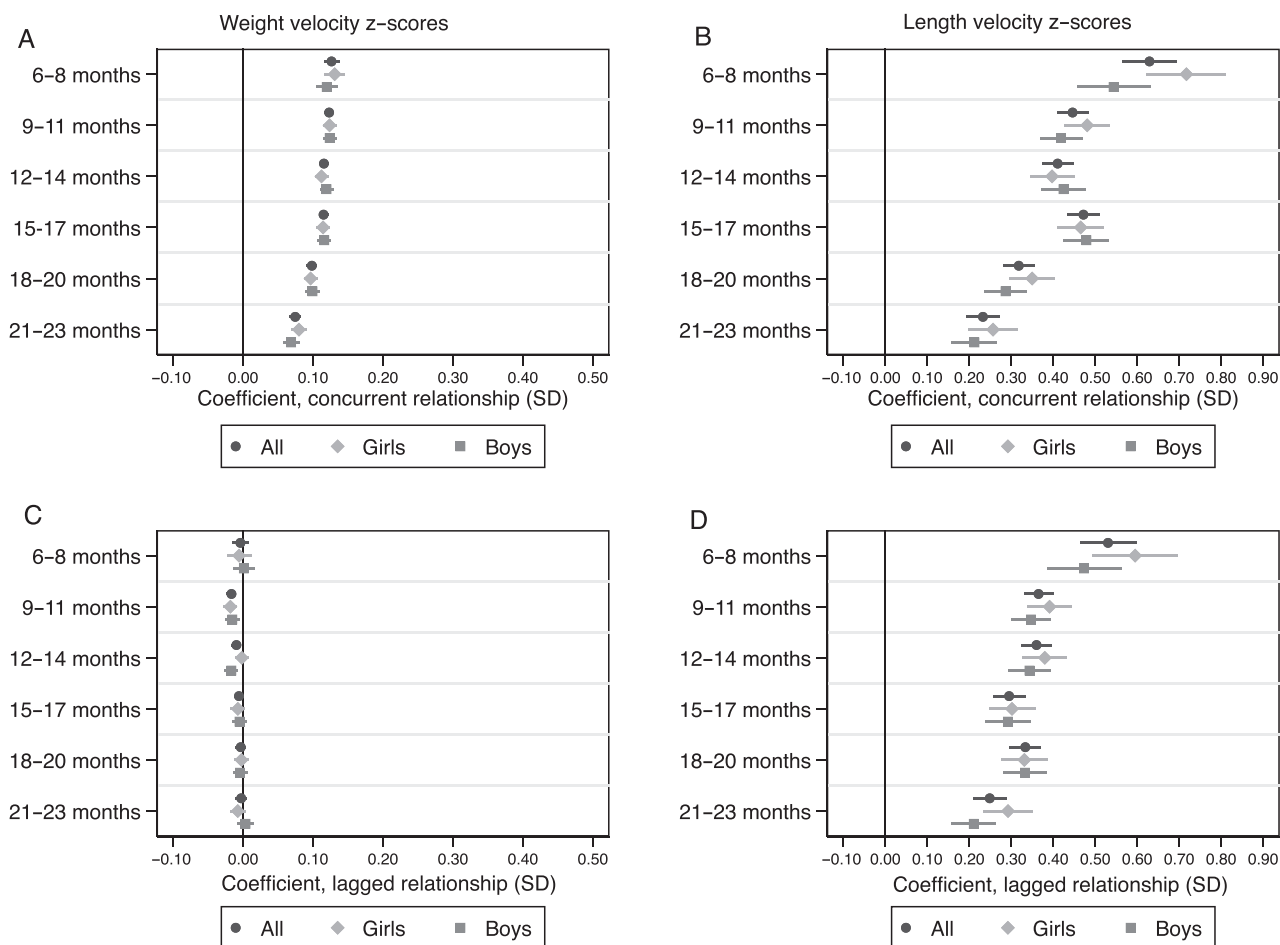 Weight velocity z–scores
A
6–8 months
9–11 months
12–14 months
15-17 months
18–20 months
21–23 months
–0.10 0.00 0.10 0.20 0.30 0.40 0.50
Coefficient, concurrent relationship (SD)
All Girls Boys
Length velocity z–scores
B
6–8 months
9–11 months
12–14 months
15–17 months
18–20 months
21–23 months
–0.10 0.00 0.20 0.30 0.40 0.50 0.60 0.70 0.80 0.90
Coefficient, concurrent relationship (SD)
All Girls Boys
C
6–8 months
9–11 months
12–14 months
15–17 months
18–20 months
21–23 months
–0.10 0.00 0.10 0.20 0.30 0.40 0.50
Coefficient, lagged relationship (SD)
All Girls Boys
D
6–8 months
9–11 months
12–14 months
15–17 months
18–20 months
21–23 months
–0.10 0.00 0.20 0.30 0.40 0.50 0.60 0.70 0.80 0.90
Coefficient, lagged relationship (SD)
All Girls Boys